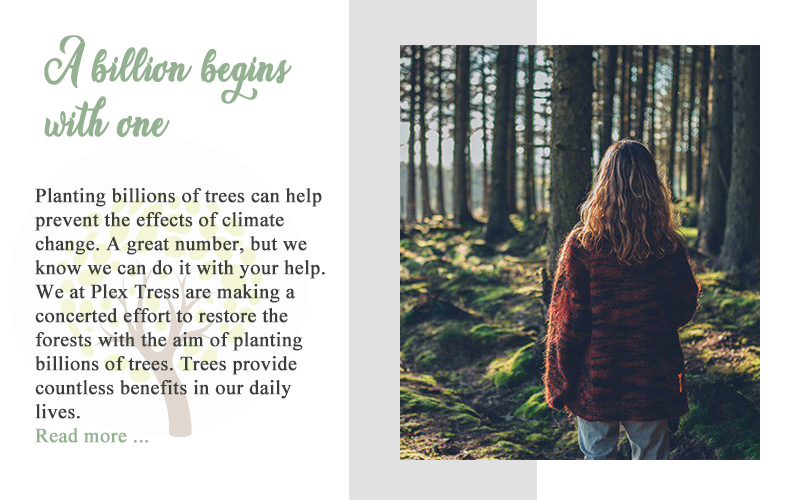 A billion begins
with one
Planting billions of trees can help
prevent the effects of climate
change. A great number, but we
know we can do it with your help.
We at Plex Tress are making a
concerted effort to restore the
forests with the aim of planting
billions of trees. Trees provide
countless benefits in our daily
lives.
Read more ...